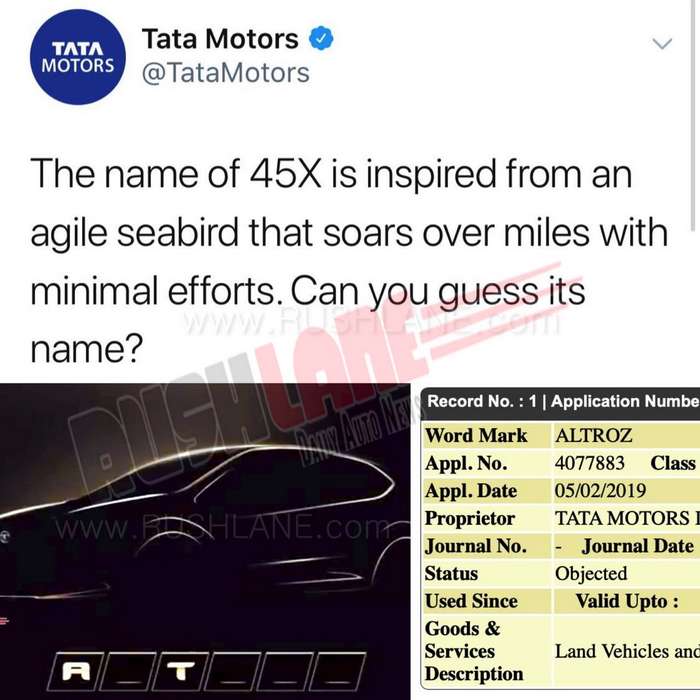 TATA
MOTORS
Tata Motors
@TataMotors
The name of 45X is inspired from an
agile seabird that soars over miles with
minimal efforts. Can you guess its
name?
www.RUSHLANE.com
RUSHLANE
DAILY AUTO NEWS
www.RUSHLANE.com
A _ T _ _ _
Record No. : 1 | Application Numbe
Word Mark ALTROZ
Appl. No. 4077883 Class
Appl. Date 05/02/2019
Proprietor TATA MOTORS
Journal No. - Journal Date
Status Objected
Used Since Valid Upto :
Goods &
Services
Description
Land Vehicles and